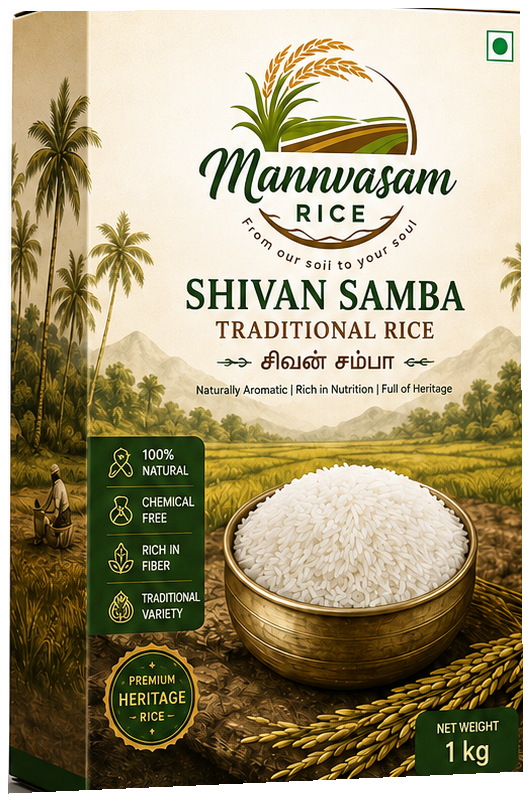 Mannvasam
RICE
From our soil to your soul
SHIVAN SAMBA
TRADITIONAL RICE
சிவன் சம்பா
Naturally Aromatic | Rich in Nutrition | Full of Heritage
100%
NATURAL
CHEMICAL
FREE
RICH IN
FIBER
TRADITIONAL
VARIETY
PREMIUM
HERITAGE
RICE
NET WEIGHT
1 kg